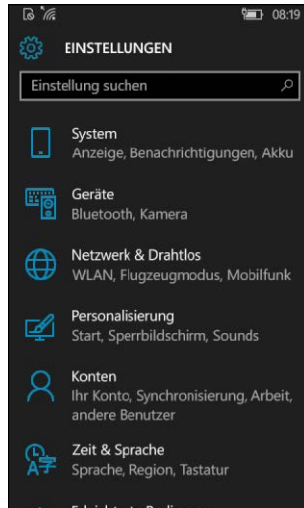 08:19
EINSTELLUNGEN
Einstellung suchen
System
Anzeige, Benachrichtigungen, Akku
Geräte
Bluetooth, Kamera
Netzwerk & Drahtlos
WLAN, Flugzeugmodus, Mobilfunk
Personalisierung
Start, Sperrbildschirm, Sounds
Konten
Ihr Konto, Synchronisierung, Arbeit,
andere Benutzer
Zeit & Sprache
Sprache, Region, Tastatur